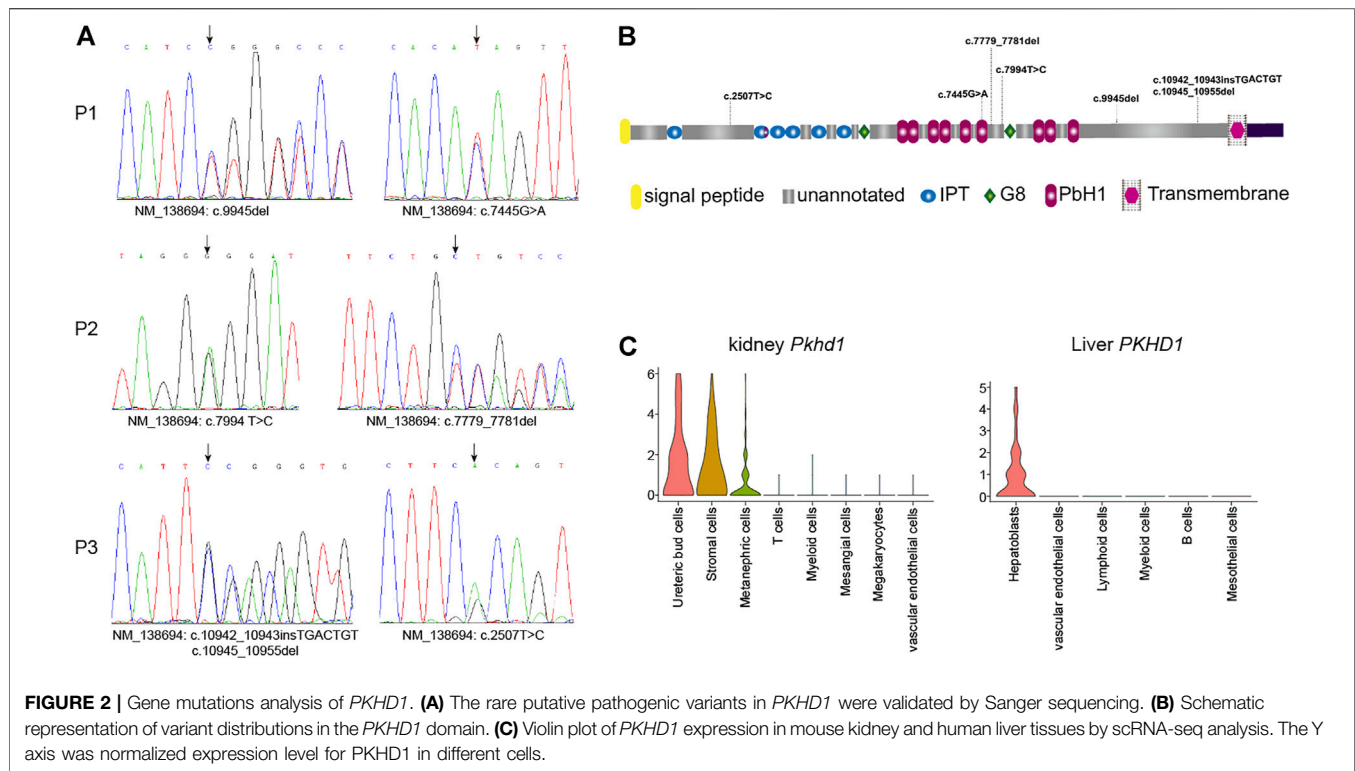 A
C A T C C G G G C C C
C A C A T A G T T
P1
NM_138694: c.9945del
NM_138694: c.7445G>A
T A G G G G G A T
T T C T G C T G T C C
P2
NM_138694: c.7994 T>C
NM_138694: c.7779_7781del
C A T T C C G G G T G
C T T C A C A G T
P3
NM_138694: c.10942_10943insTGACTGT
c.10945_10955del
NM_138694: c.2507T>C
B
c.7779_7781del
c.7994T>C
c.10942_10943insTGACTGT
c.2507T>C
c.7445G>A
c.9945del
c.10945_10955del
signal peptide
unannotated
IPT
G8
PbH1
Transmembrane
C
kidney Pkhd1
6
4
2
0
Ureteric bud cells
Stromal cells
Metanephric cells
T cells
Myeloid cells
Mesangial cells
Megakaryocytes
vascular endothelial cells
Liver PKHD1
5
4
3
2
1
0
Hepatoblasts
vascular endothelial cells
Lymphoid cells
Myeloid cells
B cells
Mesothelial cells
FIGURE 2 | Gene mutations analysis of PKHD1. (A) The rare putative pathogenic variants in PKHD1 were validated by Sanger sequencing. (B) Schematic
representation of variant distributions in the PKHD1 domain. (C) Violin plot of PKHD1 expression in mouse kidney and human liver tissues by scRNA-seq analysis. The Y
axis was normalized expression level for PKHD1 in different cells.